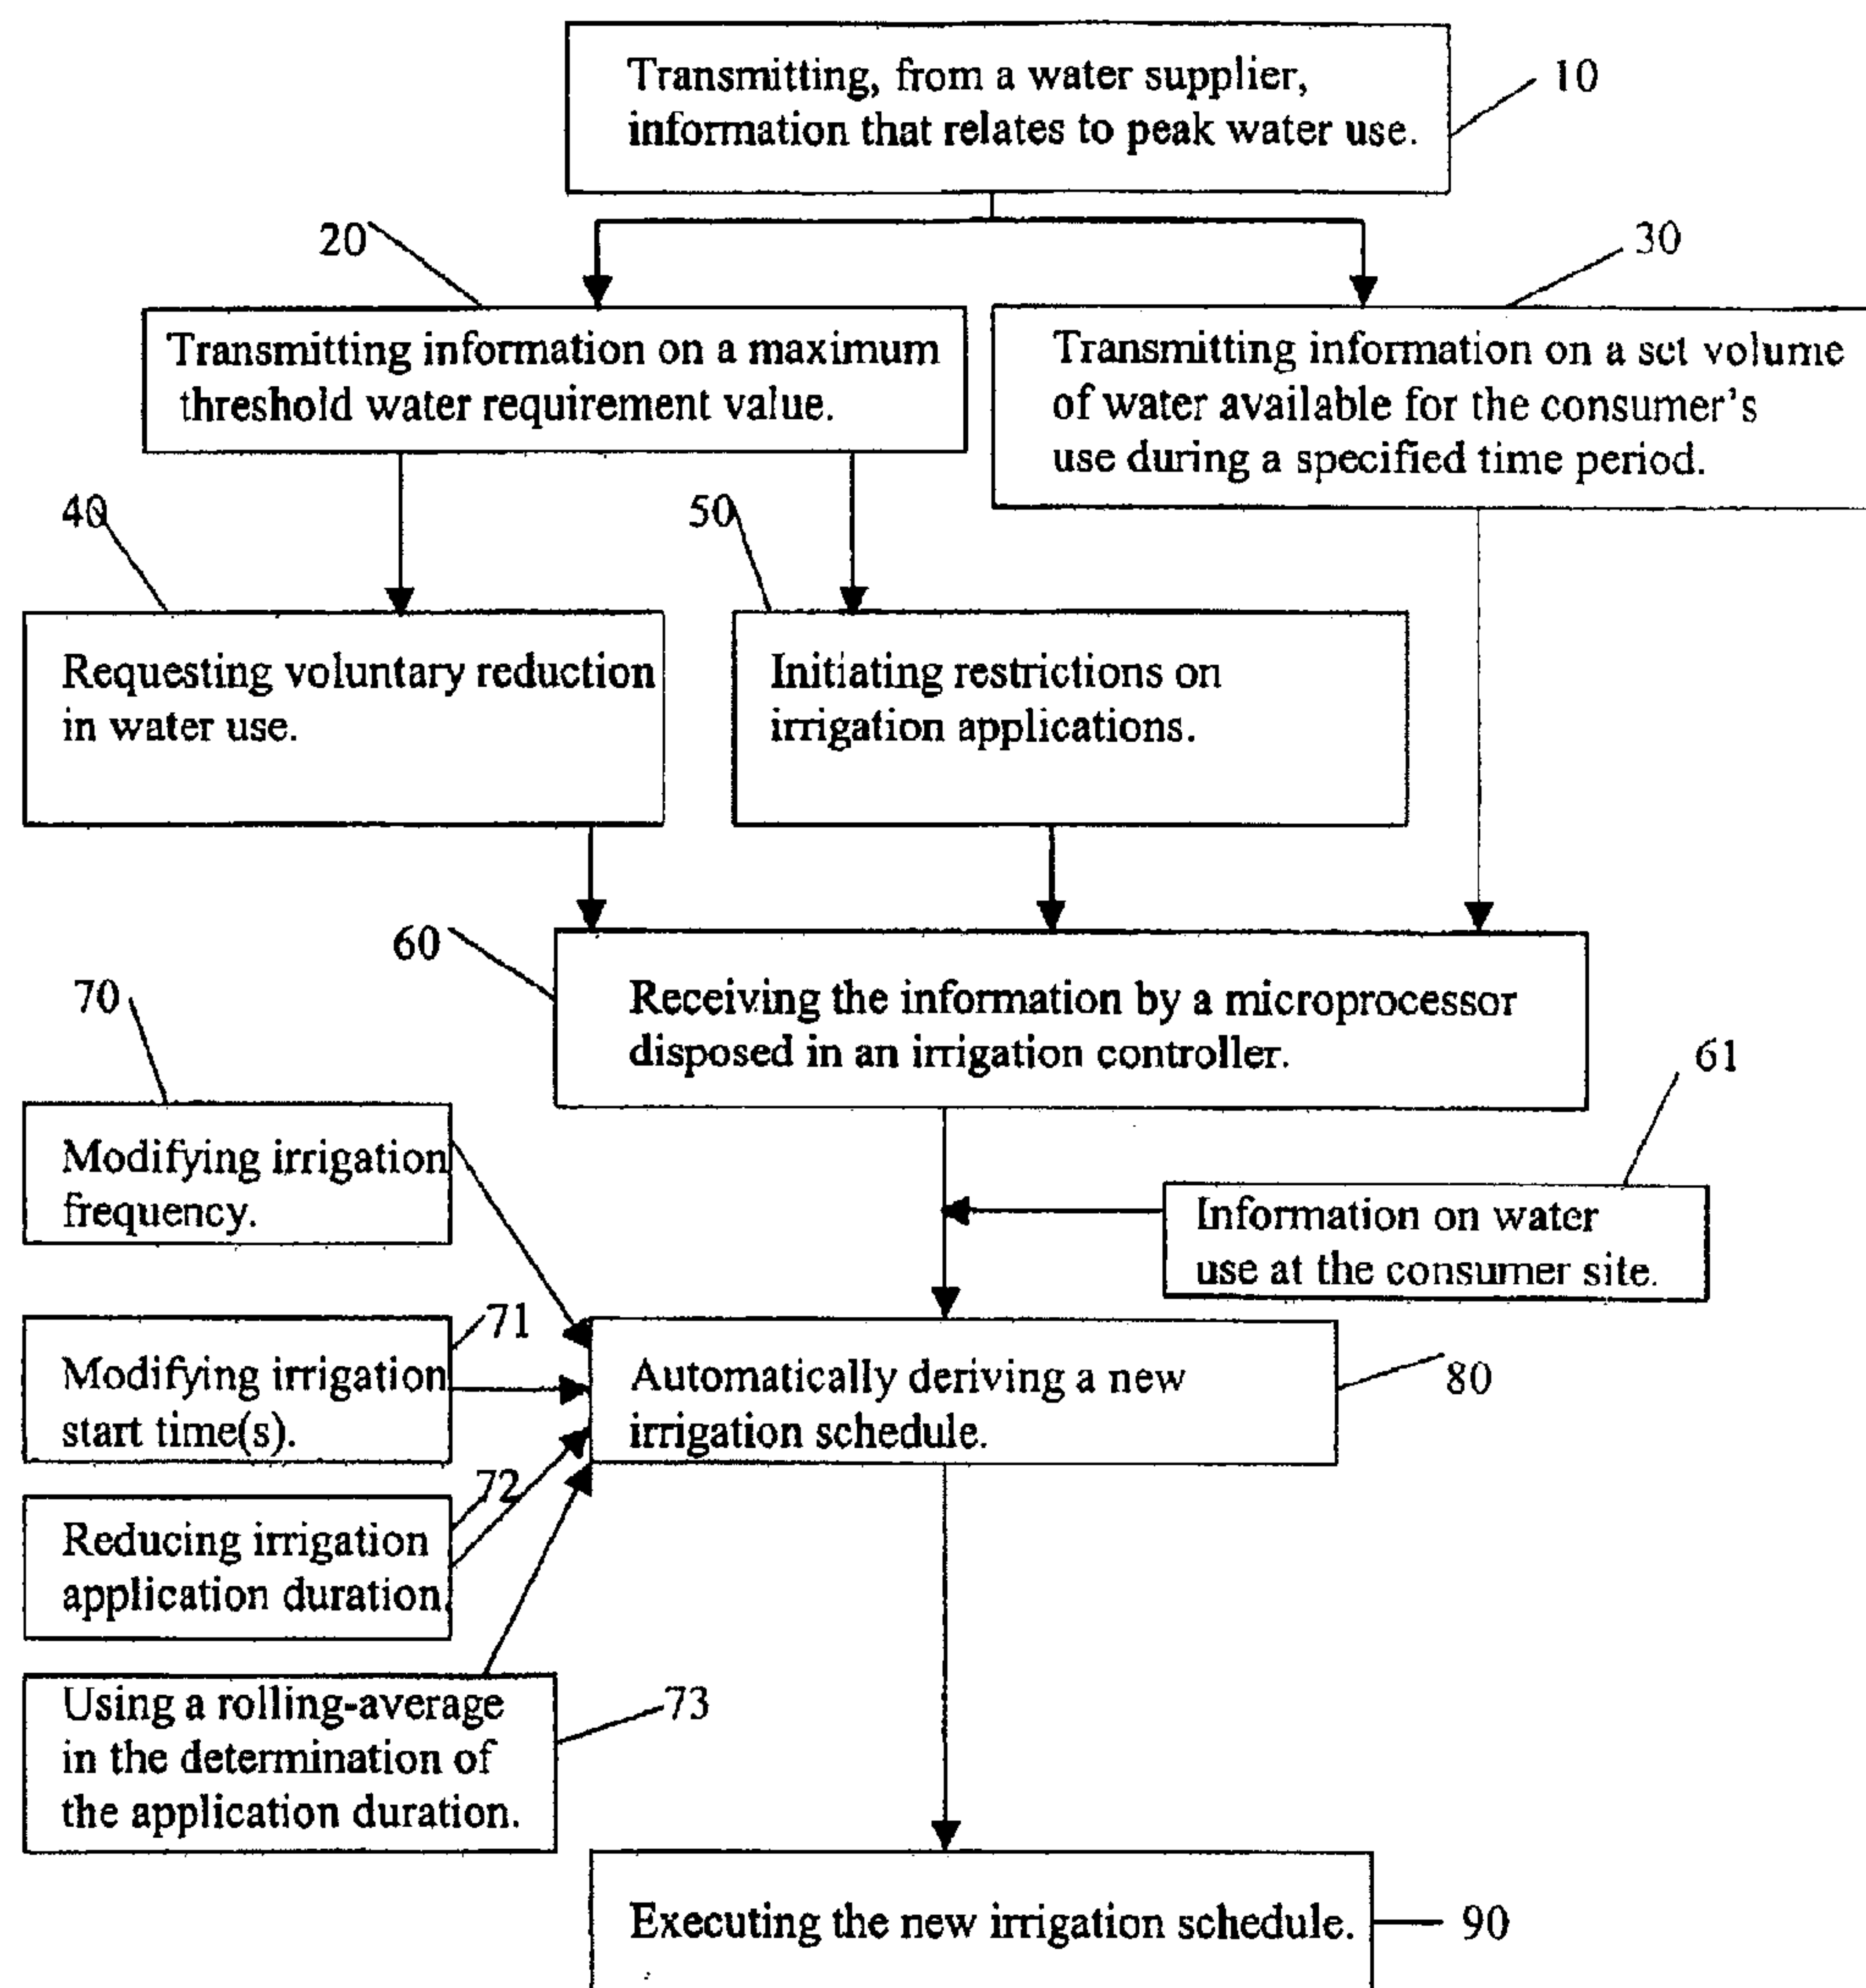 Transmitting, from a water supplier,
information that relates to peak water use.
10
20
30
Transmitting information on a maximum
threshold water requirement value.
Transmitting information on a set volume
of water available for the consumer's
use during a specified time period.
40
50
Requesting voluntary reduction
in water use.
Initiating restrictions on
irrigation applications.
60
Receiving the information by a microprocessor
disposed in an irrigation controller.
70
61
Modifying irrigation
frequency.
Information on water
use at the consumer site.
71
Modifying irrigation
start time(s).
Automatically deriving a new
irrigation schedule.
80
72
Reducing irrigation
application duration.
Using a rolling-average
in the determination of
the application duration.
73
Executing the new irrigation schedule.
90